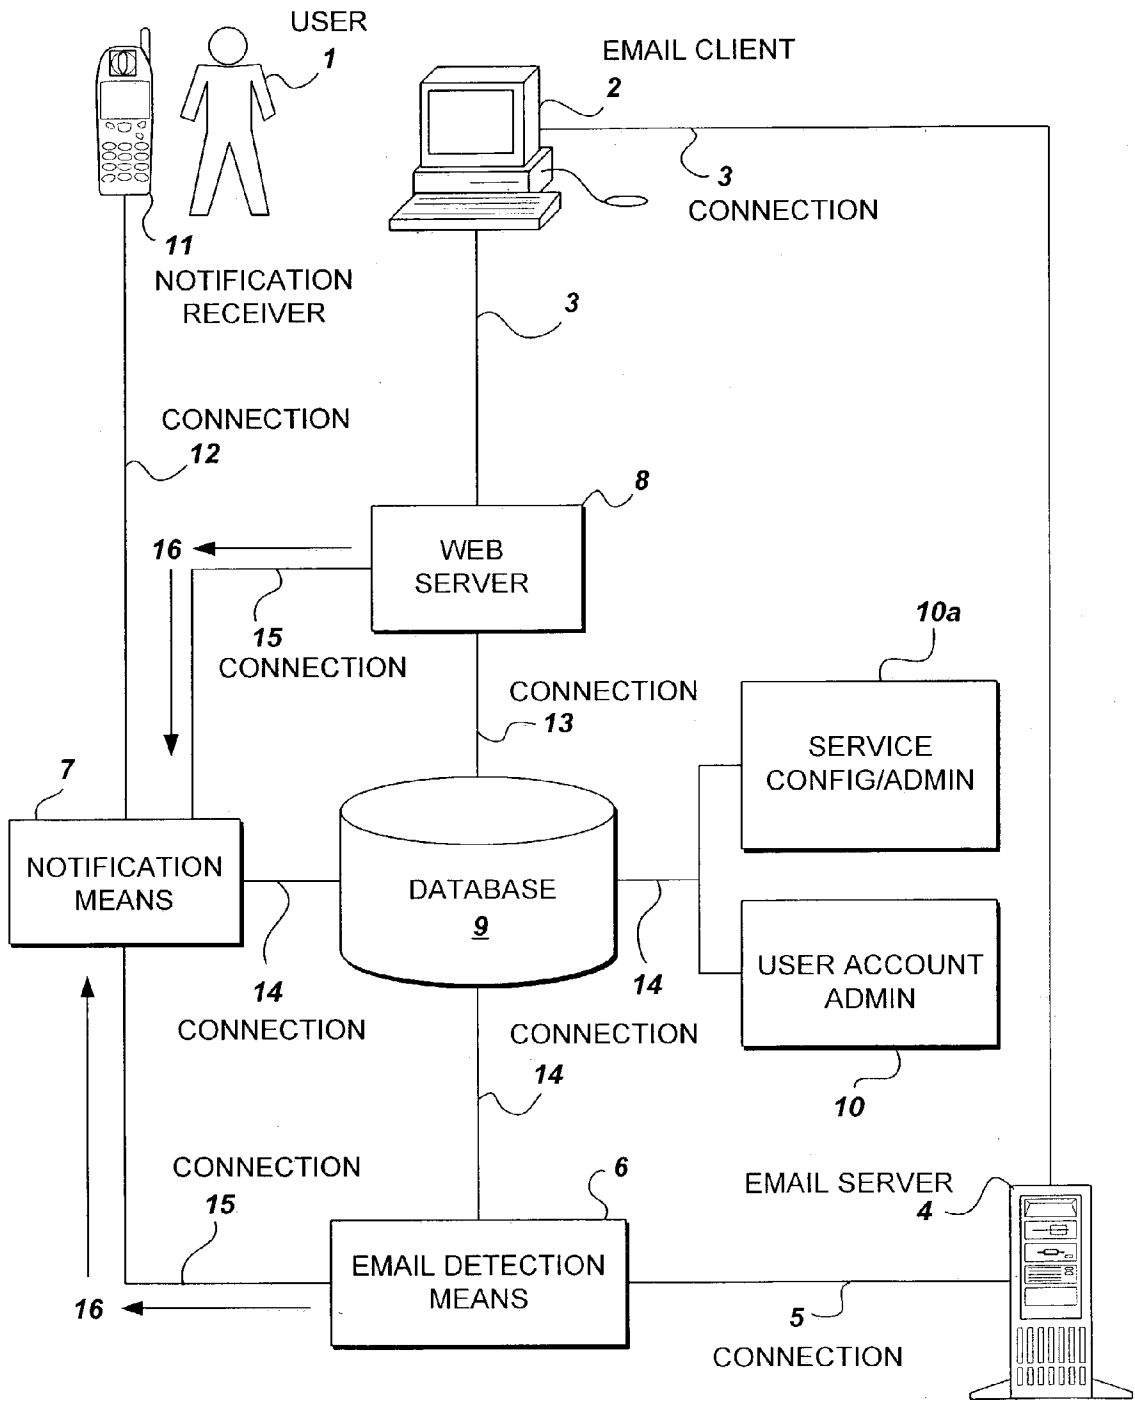 USER
1
EMAIL CLIENT
2
3
CONNECTION
11
NOTIFICATION
RECEIVER
3
CONNECTION
12
8
16
WEB
SERVER
15
CONNECTION
10a
CONNECTION
13
SERVICE
CONFIG/ADMIN
7
NOTIFICATION
MEANS
DATABASE
9
14
CONNECTION
14
USER ACCOUNT
ADMIN
CONNECTION
14
10
CONNECTION
15
6
EMAIL SERVER
4
EMAIL DETECTION
MEANS
16
5
CONNECTION